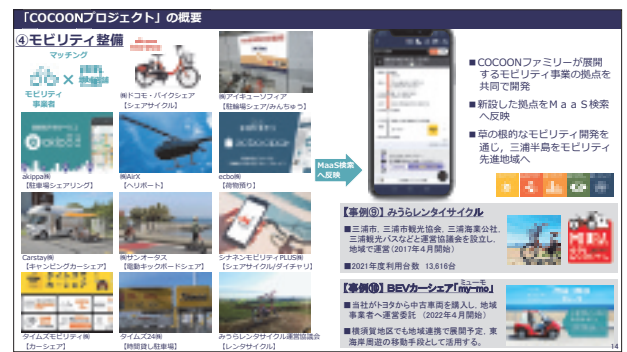 「COCOONプロジェクト」の概要
④モビリティ整備
マッチング
×
モビリティ
事業者
㈱ドコモ・バイクシェア
【シェアサイクル】
㈱アイキューソフィア
【駐輪場シェア/みんちゅう】
akippa㈱
【駐車場シェアリング】
㈱AirX
【ヘリポート】
ecbo㈱
【荷物預り】
MaaS検索
へ反映
Carstay㈱
【キャンピングカーシェア】
㈱サンオータス
【電動キックボードシェア】
シナネンモビリティPLUS㈱
【シェアサイクル/ダイチャリ】
タイムズモビリティ㈱
【カーシェア】
タイムズ24㈱
【時間貸し駐車場】
みうらレンタサイクル運営協議会
【レンタサイクル】
■COCOONファミリーが展開
するモビリティ事業の拠点を
共同で開発
■新設した拠点をMaaS検索
へ反映
■草の根的なモビリティ開発を
通じ，三浦半島をモビリティ
先進地域へ
【事例⑨】みうらレンタイサイクル
■三浦市，三浦市観光協会，三浦海業公社，
三浦観光バスなどと運営協議会を設立し，
地域で運営（2017年4月開始）
■2021年度利用台数 13,616台
【事例⑩】BEVカーシェア「my-mo」
ミューモ
■当社がトヨタから中古車両を購入し，地域
事業者へ運営委託（2022年4月開始）
■横須賀地区でも地域連携で展開予定．東
海岸周辺の移動手段として活用する。
14